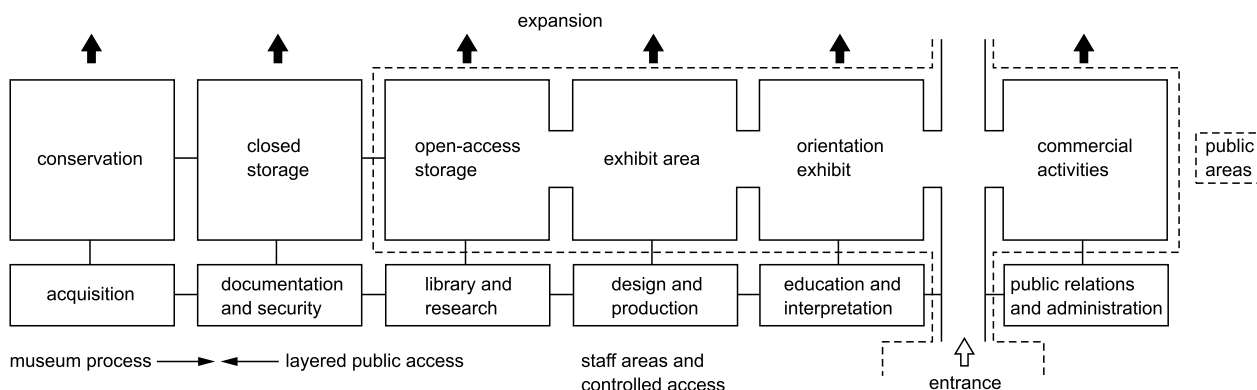 expansion
conservation
closed
storage
open-access
storage
exhibit area
orientation
exhibit
commercial
activities
public
areas
acquisition
documentation
and security
library and
research
design and
production
education and
interpretation
public relations
and administration
museum process
layered public access
staff areas and
controlled access
entrance